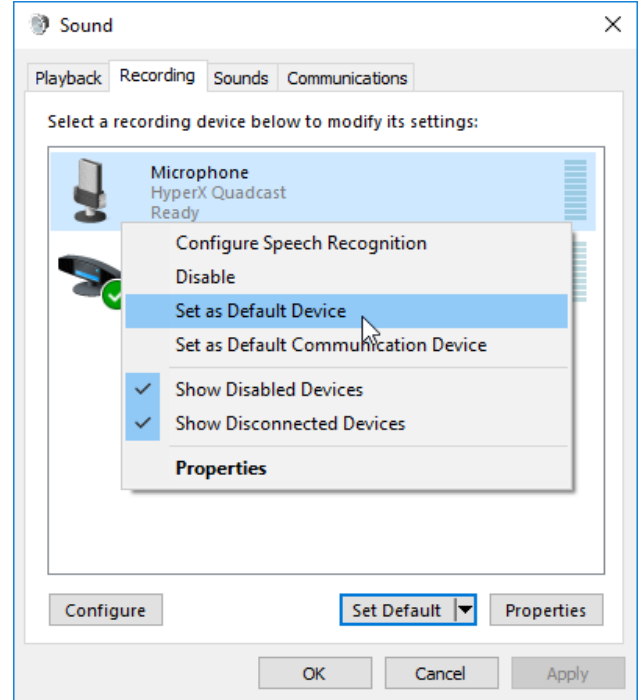 Sound
Playback Recording Sounds Communications
Select a recording device below to modify its settings:
Microphone
HyperX Quadcast
Ready
Configure Speech Recognition
Disable
Set as Default Device
Set as Default Communication Device
Show Disabled Devices
Show Disconnected Devices
Properties
Configure Set Default Properties
OK Cancel Apply